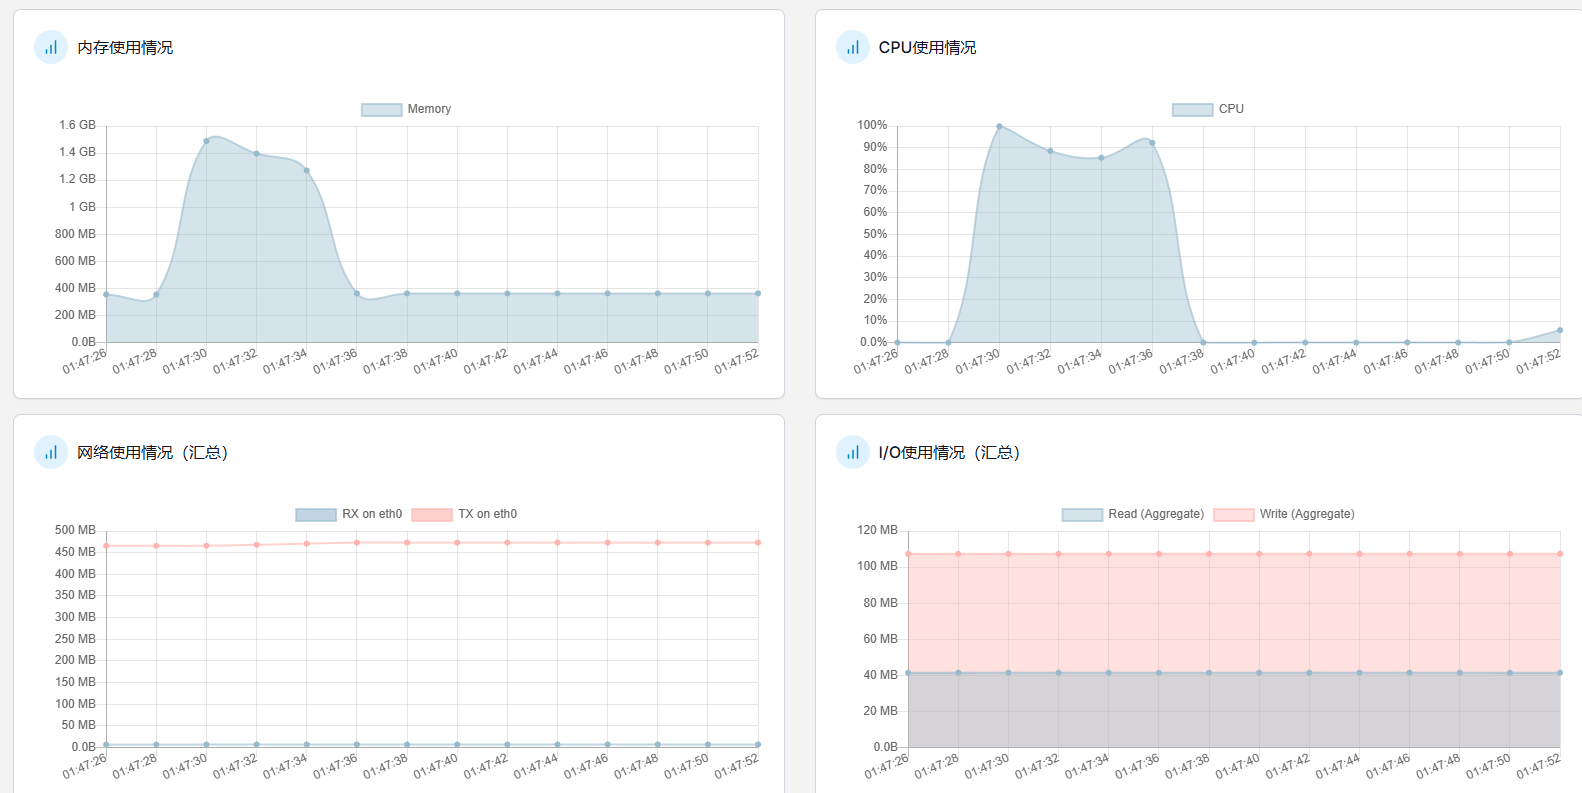 内存使用情况
Memory
1.6 GB
1.4 GB
1.2 GB
1 GB
800 MB
600 MB
400 MB
200 MB
0.0B
01:47:26 01:47:28 01:47:30 01:47:32 01:47:34 01:47:36 01:47:38 01:47:40 01:47:42 01:47:44 01:47:46 01:47:48 01:47:50 01:47:52
CPU使用情况
CPU
100%
90%
80%
70%
60%
50%
40%
30%
20%
10%
0.0%
01:47:26 01:47:28 01:47:30 01:47:32 01:47:34 01:47:36 01:47:38 01:47:40 01:47:42 01:47:44 01:47:46 01:47:48 01:47:50 01:47:52
网络使用情况（汇总）
RX on eth0 TX on eth0
500 MB
450 MB
400 MB
350 MB
300 MB
250 MB
200 MB
150 MB
100 MB
50 MB
0.0B
01:47:26 01:47:28 01:47:30 01:47:32 01:47:34 01:47:36 01:47:38 01:47:40 01:47:42 01:47:44 01:47:46 01:47:48 01:47:50 01:47:52
I/O使用情况（汇总）
Read (Aggregate) Write (Aggregate)
120 MB
100 MB
80 MB
60 MB
40 MB
20 MB
0.0B
01:47:26 01:47:28 01:47:30 01:47:32 01:47:34 01:47:36 01:47:38 01:47:40 01:47:42 01:47:44 01:47:46 01:47:48 01:47:50 01:47:52